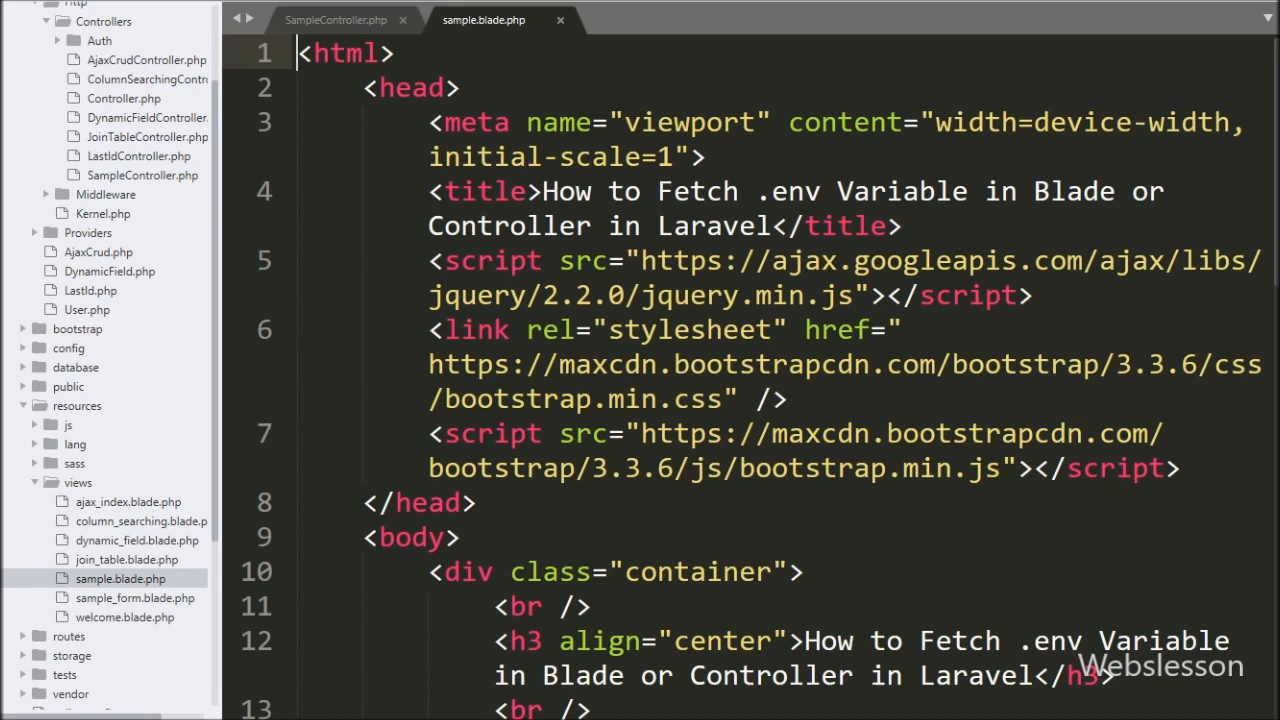 Http
Controllers
Auth
AjaxCrudController.php
ColumnSearchingContro
Controller.php
DynamicFieldController.
JoinTableController.php
LastIdController.php
SampleController.php
Middleware
Kernel.php
Providers
AjaxCrud.php
DynamicField.php
LastId.php
User.php
bootstrap
config
database
public
resources
js
lang
sass
views
ajax_index.blade.php
column_searching.blade.p
dynamic_field.blade.php
join_table.blade.php
sample.blade.php
sample_form.blade.php
welcome.blade.php
routes
storage
tests
vendor
SampleController.php × sample.blade.php ×
1 <html>
2 <head>
3 <meta name="viewport" content="width=device-width,
initial-scale=1">
4 <title>How to Fetch .env Variable in Blade or
Controller in Laravel</title>
5 <script src="https://ajax.googleapis.com/ajax/libs/
jquery/2.2.0/jquery.min.js"></script>
6 <link rel="stylesheet" href="
https://maxcdn.bootstrapcdn.com/bootstrap/3.3.6/css
/bootstrap.min.css" />
7 <script src="https://maxcdn.bootstrapcdn.com/
bootstrap/3.3.6/js/bootstrap.min.js"></script>
8 </head>
9 <body>
10 <div class="container">
11 <br />
12 <h3 align="center">How to Fetch .env Variable
in Blade or Controller in Laravel</h3>
13 <br />
Webslesson